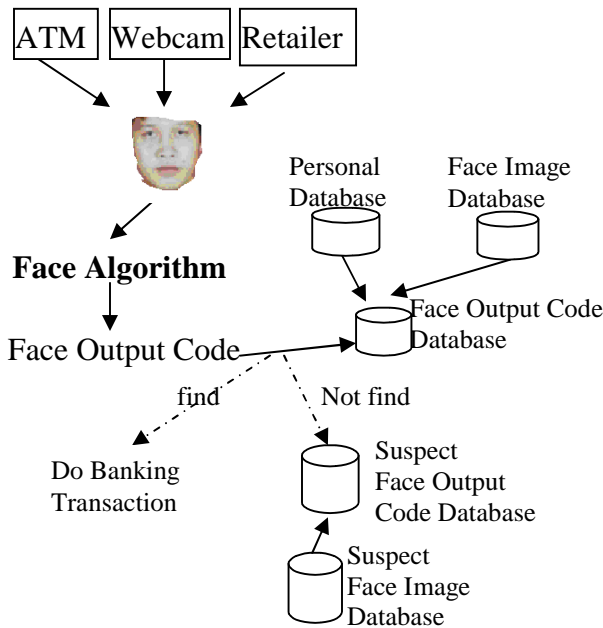 ATM
Webcam
Retailer
Personal
Database
Face Image
Database
Face Algorithm
Face Output Code
Database
Face Output Code
find
Not find
Do Banking
Transaction
Suspect
Face Output
Code Database
Suspect
Face Image
Database